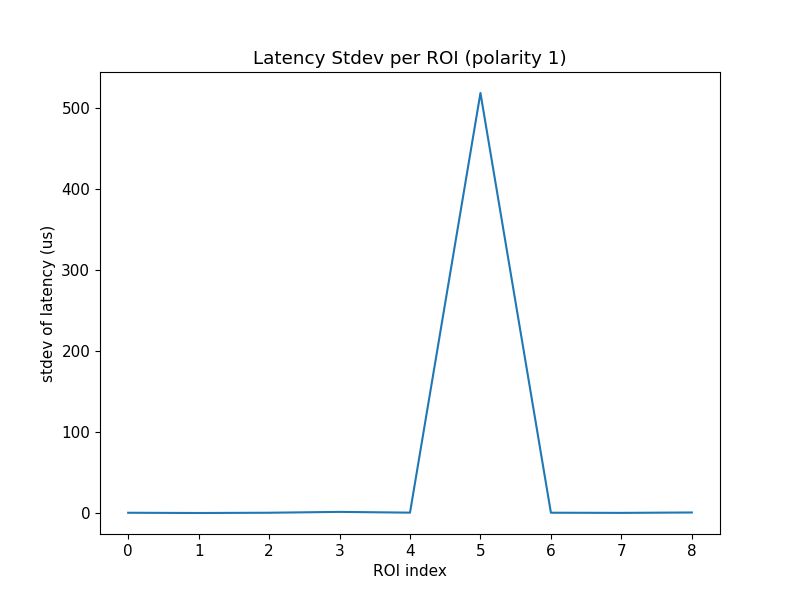 Latency Stdev per ROI (polarity 1)
stdev of latency (us)
500
400
300
200
100
0
0 1 2 3 4 5 6 7 8
ROI index